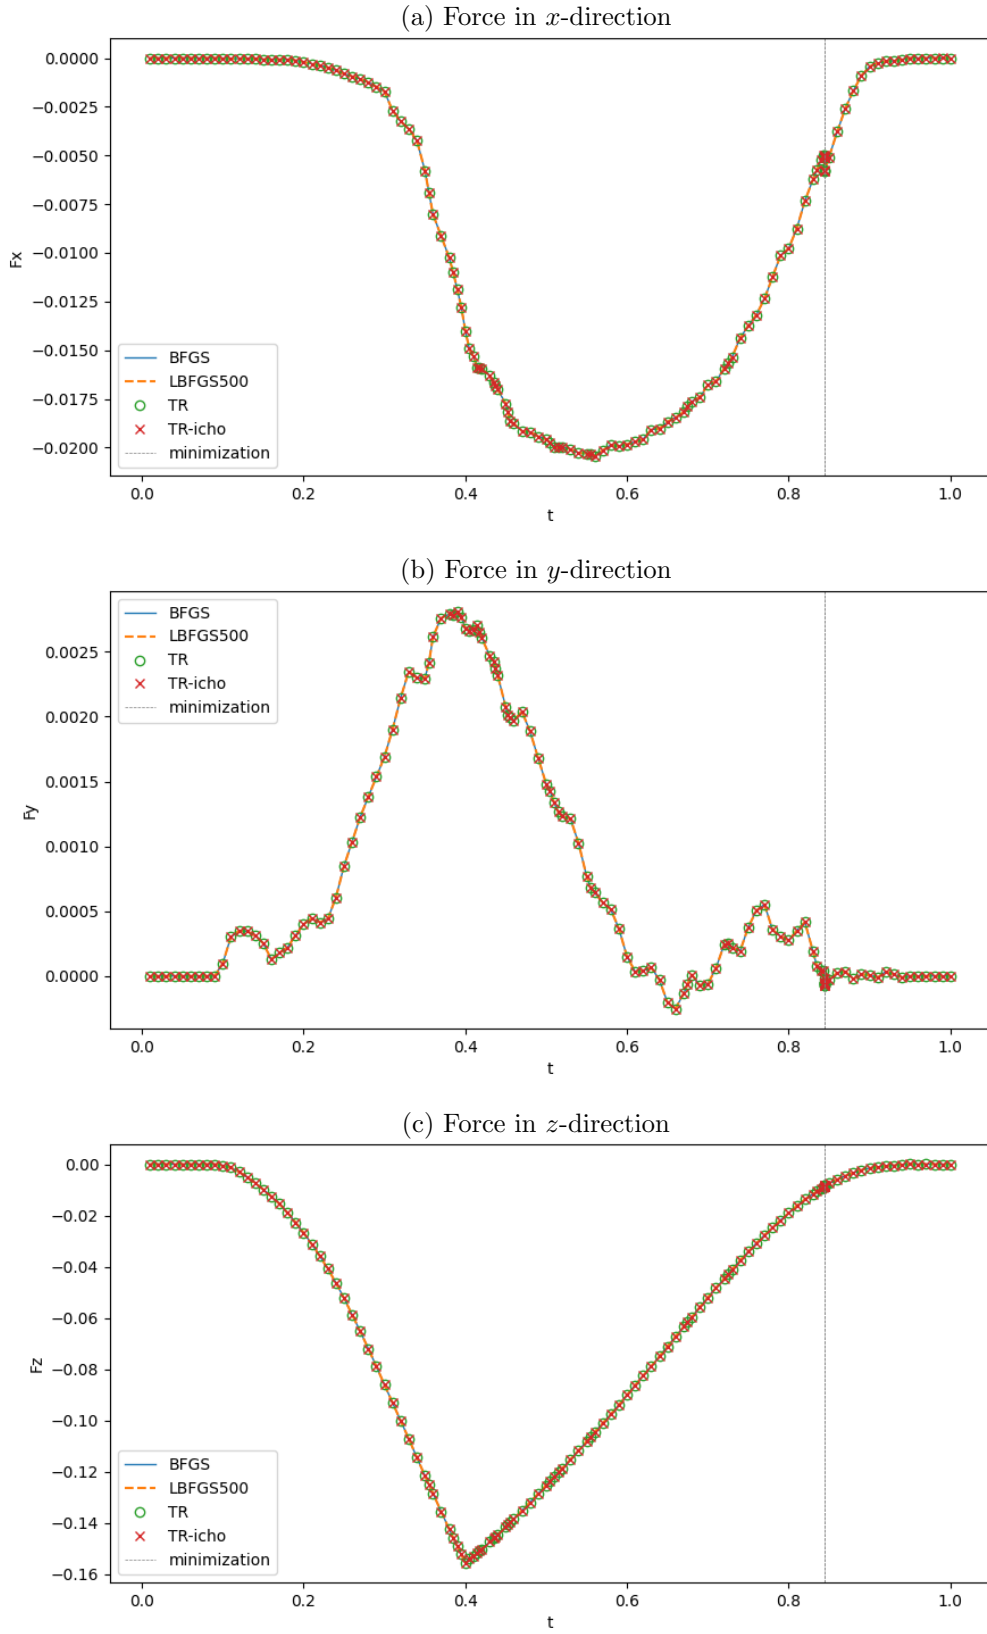 (a) Force in x-direction
0.0000
−0.0025
−0.0050
−0.0075
−0.0100
−0.0125
−0.0150
−0.0175
−0.0200
Fx
BFGS
LBFGS500
TR
TR-icho
minimization
0.0 0.2 0.4 0.6 0.8 1.0
t
(b) Force in y-direction
BFGS
LBFGS500
TR
TR-icho
minimization
0.0025
0.0020
0.0015
0.0010
0.0005
0.0000
Fy
0.0 0.2 0.4 0.6 0.8 1.0
t
(c) Force in z-direction
0.00
−0.02
−0.04
−0.06
−0.08
−0.10
−0.12
−0.14
−0.16
Fz
BFGS
LBFGS500
TR
TR-icho
minimization
0.0 0.2 0.4 0.6 0.8 1.0
t